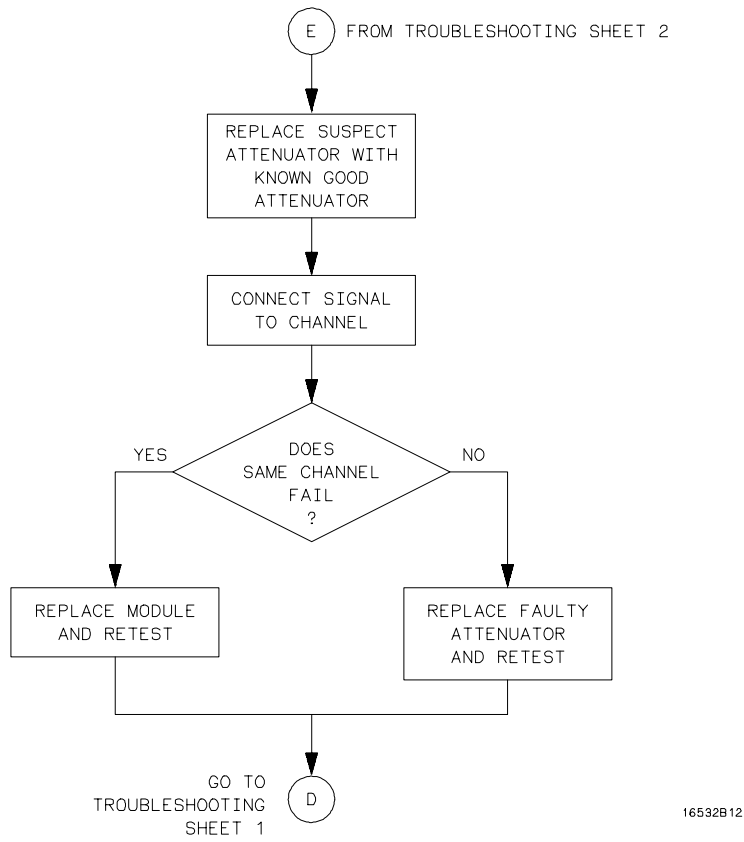 E FROM TROUBLESHOOTING SHEET 2
REPLACE SUSPECT
ATTENUATOR WITH
KNOWN GOOD
ATTENUATOR
CONNECT SIGNAL
TO CHANNEL
DOES
SAME CHANNEL
FAIL
?
YES
NO
REPLACE MODULE
AND RETEST
REPLACE FAULTY
ATTENUATOR
AND RETEST
GO TO
TROUBLESHOOTING
SHEET 1
D
16532B12